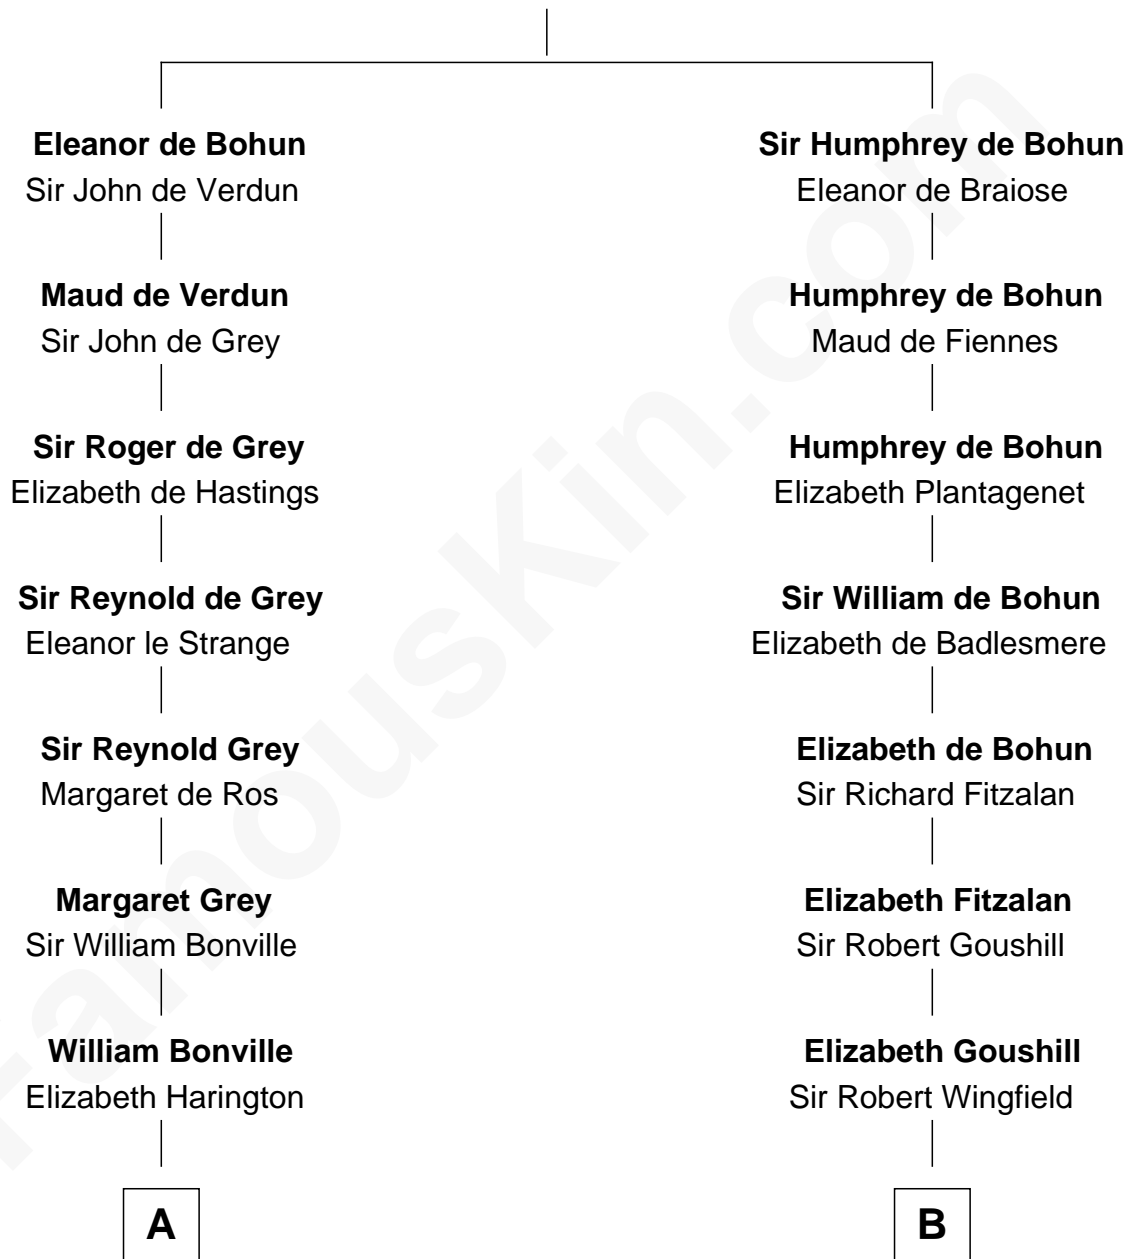 Eleanor de Bohun
Sir John de Verdun
Maud de Verdun
Sir John de Grey
Sir Roger de Grey
Elizabeth de Hastings
Sir Reynold de Grey
Eleanor le Strange
Sir Reynold Grey
Margaret de Ros
Margaret Grey
Sir William Bonville
William Bonville
Elizabeth Harington
A
Sir Humphrey de Bohun
Eleanor de Braiose
Humphrey de Bohun
Maud de Fiennes
Humphrey de Bohun
Elizabeth Plantagenet
Sir William de Bohun
Elizabeth de Badlesmere
Elizabeth de Bohun
Sir Richard Fitzalan
Elizabeth Fitzalan
Sir Robert Goushill
Elizabeth Goushill
Sir Robert Wingfield
B
FamousKin.com